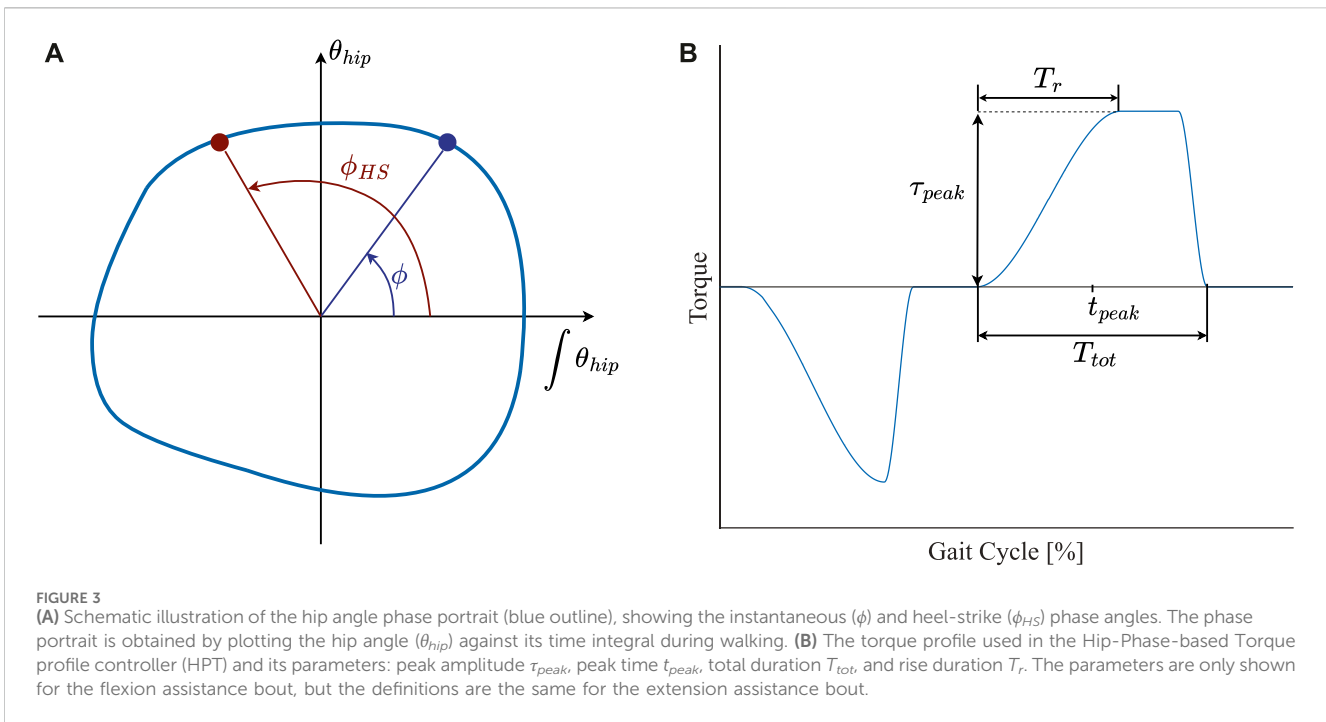 A
θhip
ϕHS
ϕ
∫ θhip
B
Tr
τpeak
tpeak
Ttot
Torque
Gait Cycle [%]
FIGURE 3
(A) Schematic illustration of the hip angle phase portrait (blue outline), showing the instantaneous (ϕ) and heel-strike (ϕHS) phase angles. The phase
portrait is obtained by plotting the hip angle (θhip) against its time integral during walking. (B) The torque profile used in the Hip-Phase-based Torque
profile controller (HPT) and its parameters: peak amplitude τpeak, peak time tpeak, total duration Ttot, and rise duration Tr. The parameters are only shown
for the flexion assistance bout, but the definitions are the same for the extension assistance bout.